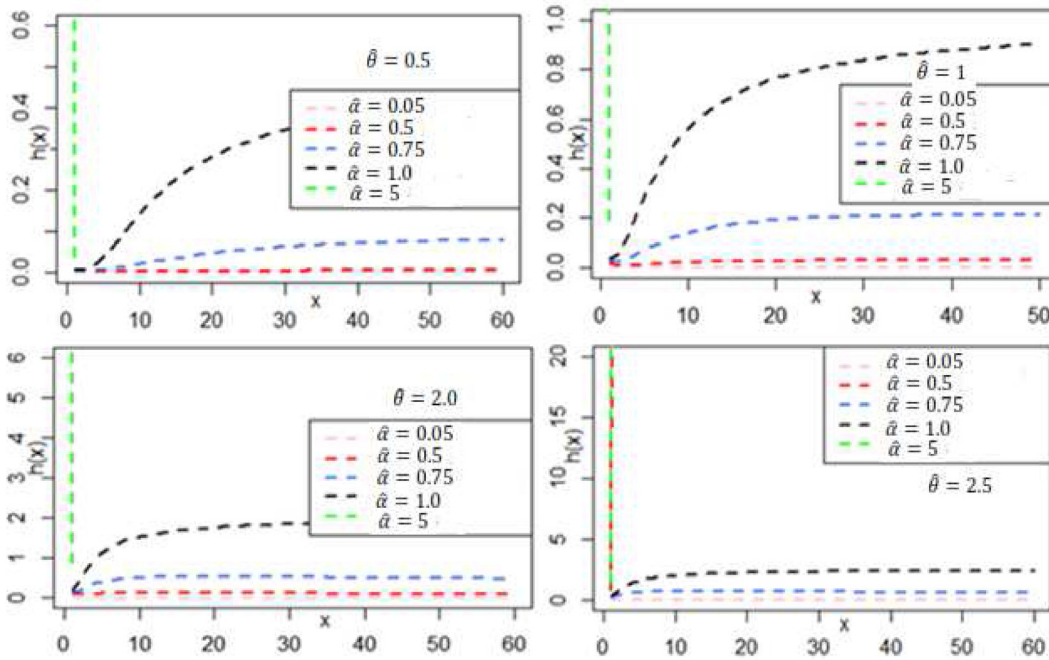 0.6
0.4
0.2
0.0
h(x)
θ̂ = 0.5
α̂ = 0.05
α̂ = 0.5
α̂ = 0.75
α̂ = 1.0
α̂ = 5
0 10 20 30 40 50 60
x
1.0
0.8
0.6
0.4
0.2
0.0
h(x)
θ̂ = 1
α̂ = 0.05
α̂ = 0.5
α̂ = 0.75
α̂ = 1.0
α̂ = 5
0 10 20 30 40 50
x
6
5
4
3
2
1
0
h(x)
θ̂ = 2.0
α̂ = 0.05
α̂ = 0.5
α̂ = 0.75
α̂ = 1.0
α̂ = 5
0 10 20 30 40 50 60
x
20
15
10
5
0
h(x)
α̂ = 0.05
α̂ = 0.5
α̂ = 0.75
α̂ = 1.0
α̂ = 5
θ̂ = 2.5
0 10 20 30 40 50 60
x